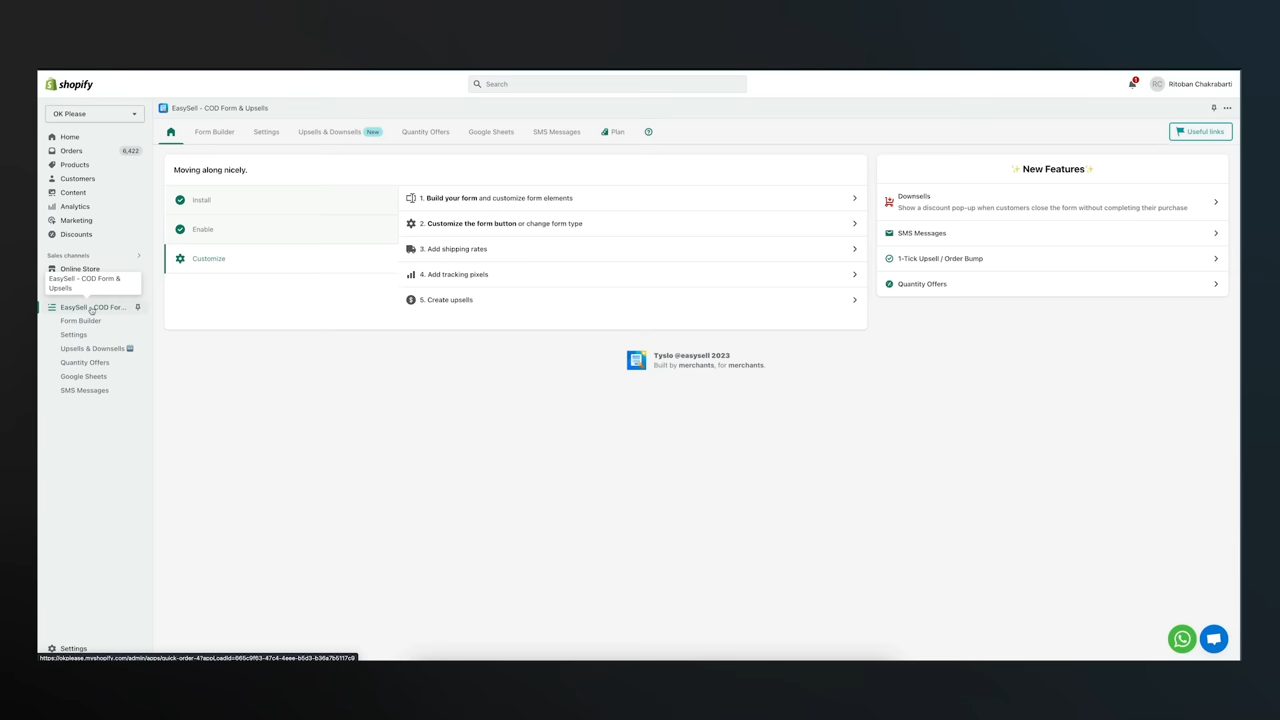 shopify
Search
1
RC
Ritoban Chakrabarti
OK Please
EasySell - COD Form & Upsells
Home
Orders
6,422
Products
Customers
Content
Analytics
Marketing
Discounts
Sales channels
Online Store
EasySell - COD Form &
Upsells
EasySell - COD For...
Form Builder
Settings
Upsells & Downsells
Quantity Offers
Google Sheets
SMS Messages
Settings
Form Builder
Settings
Upsells & Downsells New
Quantity Offers
Google Sheets
SMS Messages
Plan
Useful links
Moving along nicely.
Install
Enable
Customize
1. Build your form and customize form elements
2. Customize the form button or change form type
3. Add shipping rates
4. Add tracking pixels
5. Create upsells
✨ New Features ✨
Downsells
Show a discount pop-up when customers close the form without completing their purchase
SMS Messages
1-Tick Upsell / Order Bump
Quantity Offers
Tyslo @easysell 2023
Built by merchants, for merchants.